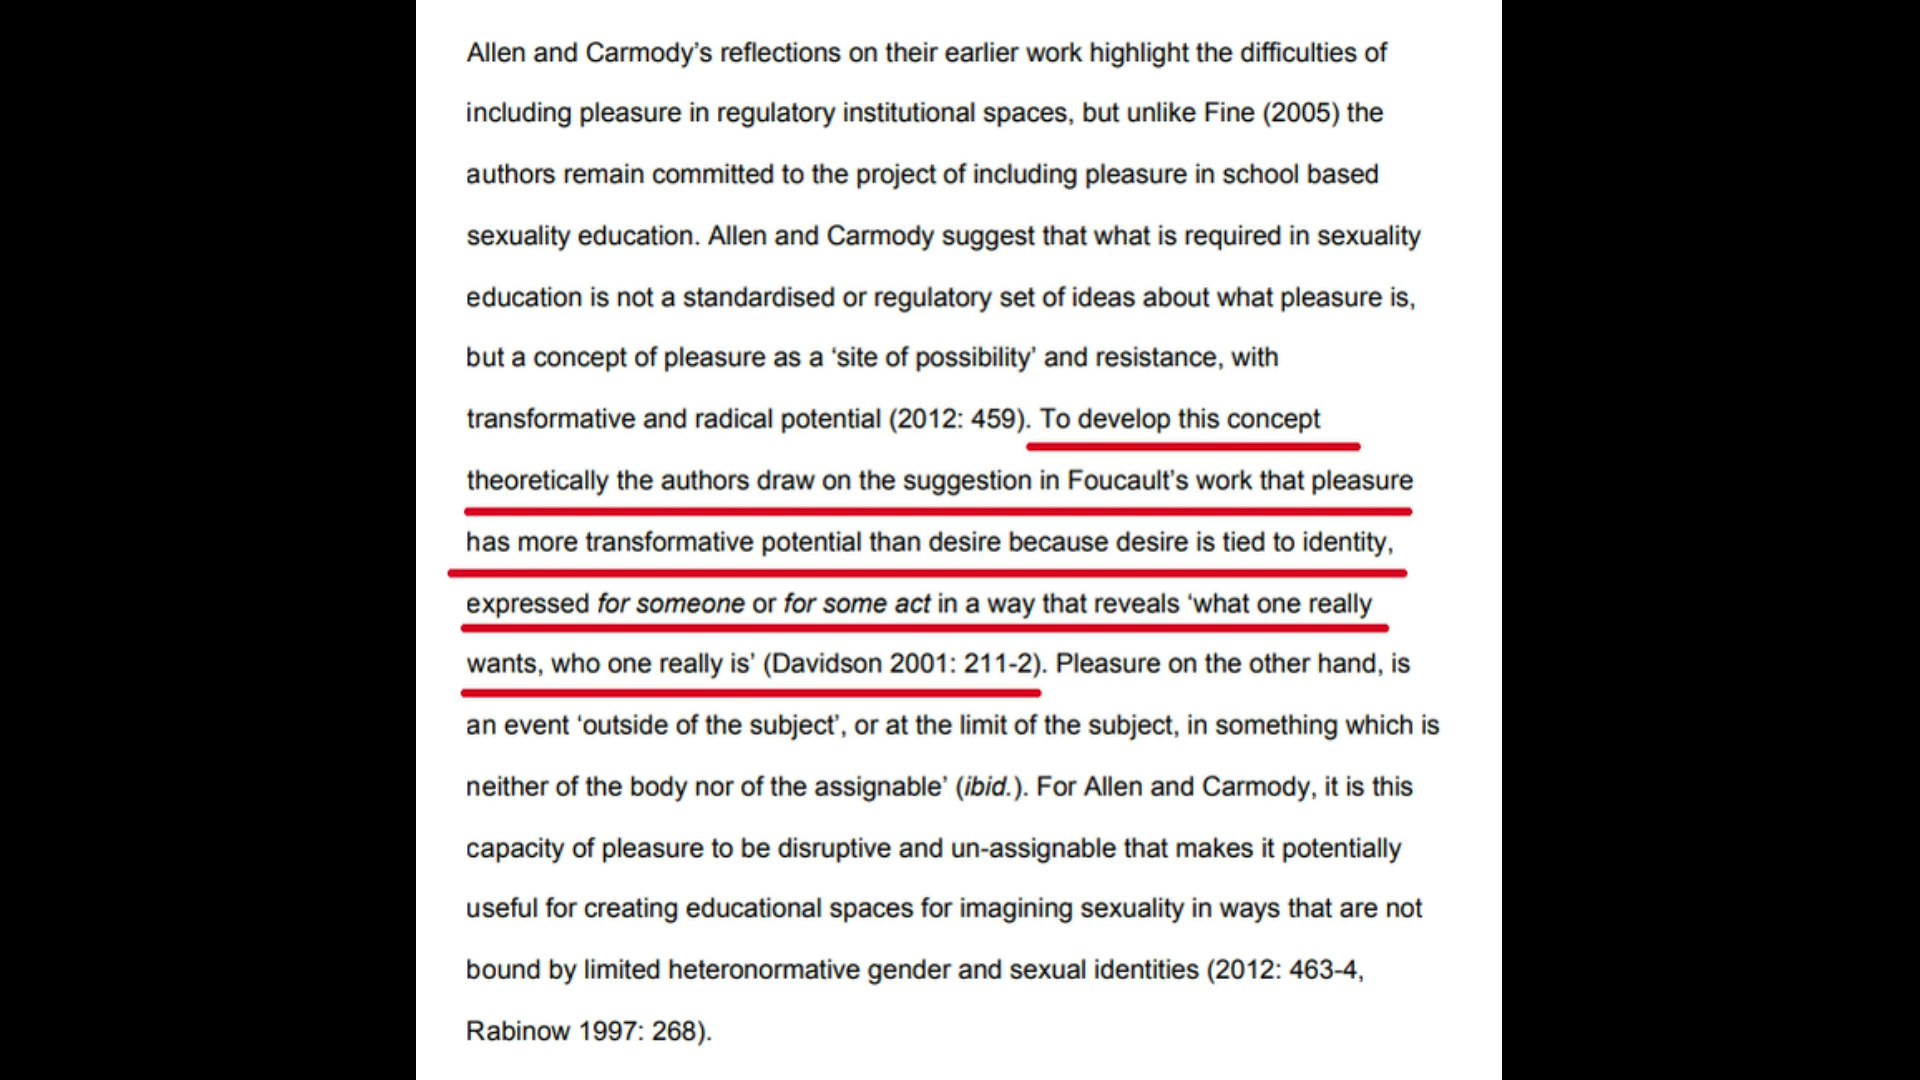 Allen and Carmody’s reflections on their earlier work highlight the difficulties of
including pleasure in regulatory institutional spaces, but unlike Fine (2005) the
authors remain committed to the project of including pleasure in school based
sexuality education. Allen and Carmody suggest that what is required in sexuality
education is not a standardised or regulatory set of ideas about what pleasure is,
but a concept of pleasure as a ‘site of possibility’ and resistance, with
transformative and radical potential (2012: 459). To develop this concept
theoretically the authors draw on the suggestion in Foucault’s work that pleasure
has more transformative potential than desire because desire is tied to identity,
expressed for someone or for some act in a way that reveals ‘what one really
wants, who one really is’ (Davidson 2001: 211-2). Pleasure on the other hand, is
an event ‘outside of the subject’, or at the limit of the subject, in something which is
neither of the body nor of the assignable’ (ibid.). For Allen and Carmody, it is this
capacity of pleasure to be disruptive and un-assignable that makes it potentially
useful for creating educational spaces for imagining sexuality in ways that are not
bound by limited heteronormative gender and sexual identities (2012: 463-4,
Rabinow 1997: 268).